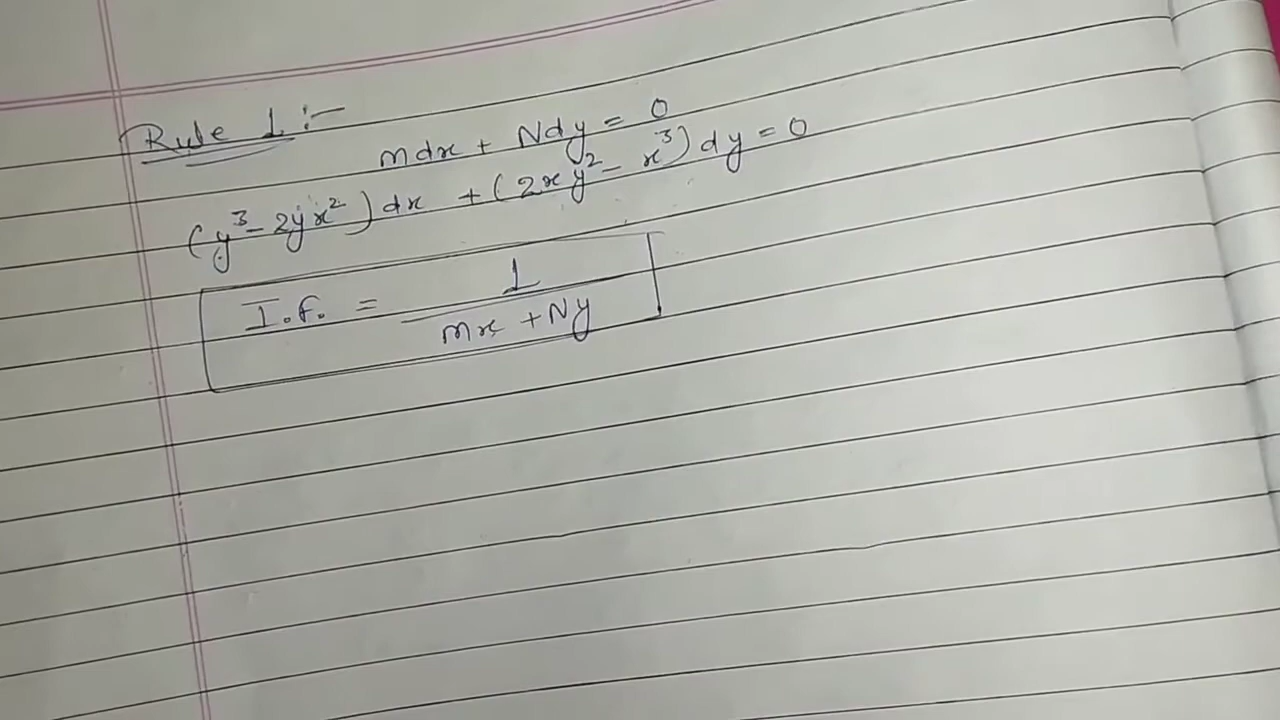 Rule 1 :-
mdx + Ndy = 0
(y³ - 2yx²) dx + (2xy² - x³) dy = 0
I.F. = 1 / (mx + Ny)